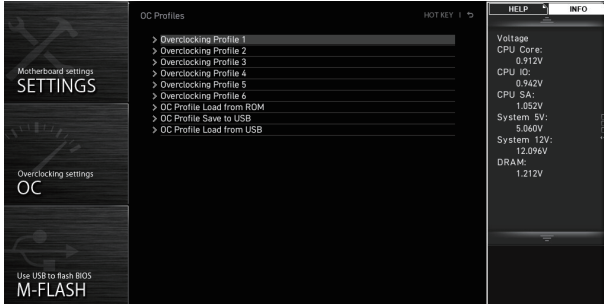 Motherboard settings
SETTINGS
Overclocking settings
OC
Use USB to flash BIOS
M-FLASH
OC Profiles
HOT KEY
Overclocking Profile 1
Overclocking Profile 2
Overclocking Profile 3
Overclocking Profile 4
Overclocking Profile 5
Overclocking Profile 6
OC Profile Load from ROM
OC Profile Save to USB
OC Profile Load from USB
HELP
INFO
Voltage
CPU Core:
0.912V
CPU IO:
0.942V
CPU SA:
1.052V
System 5V:
5.060V
System 12V:
12.096V
DRAM:
1.212V